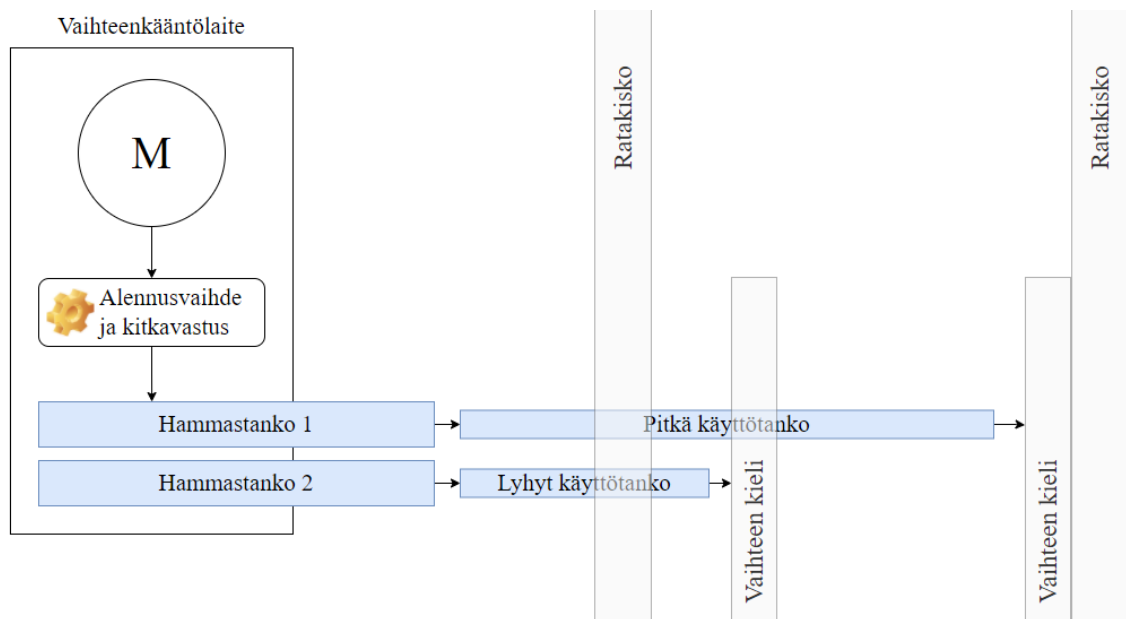 Vaihteenkääntölaite
Ratakisko
Ratakisko
M
Alennusvaihde
ja kitkavastus
Hammastanko 1
Pitkä käyttötanko
Hammastanko 2
Lyhyt käyttötanko
Vaihteen kieli
Vaihteen kieli